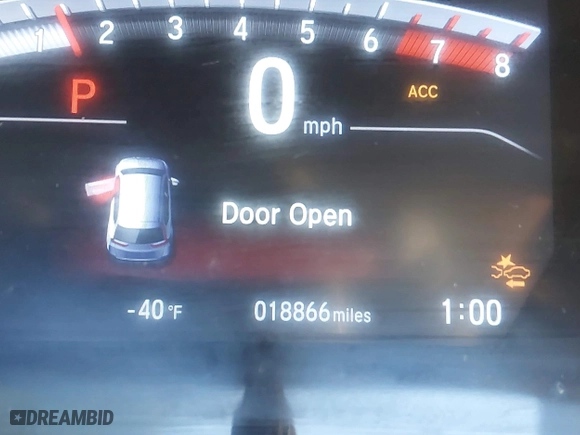 1 2 3 4 5 6 7 8
P 0 mph ACC
Door Open
-40 °F 018866 miles 1:00
DREAMBID